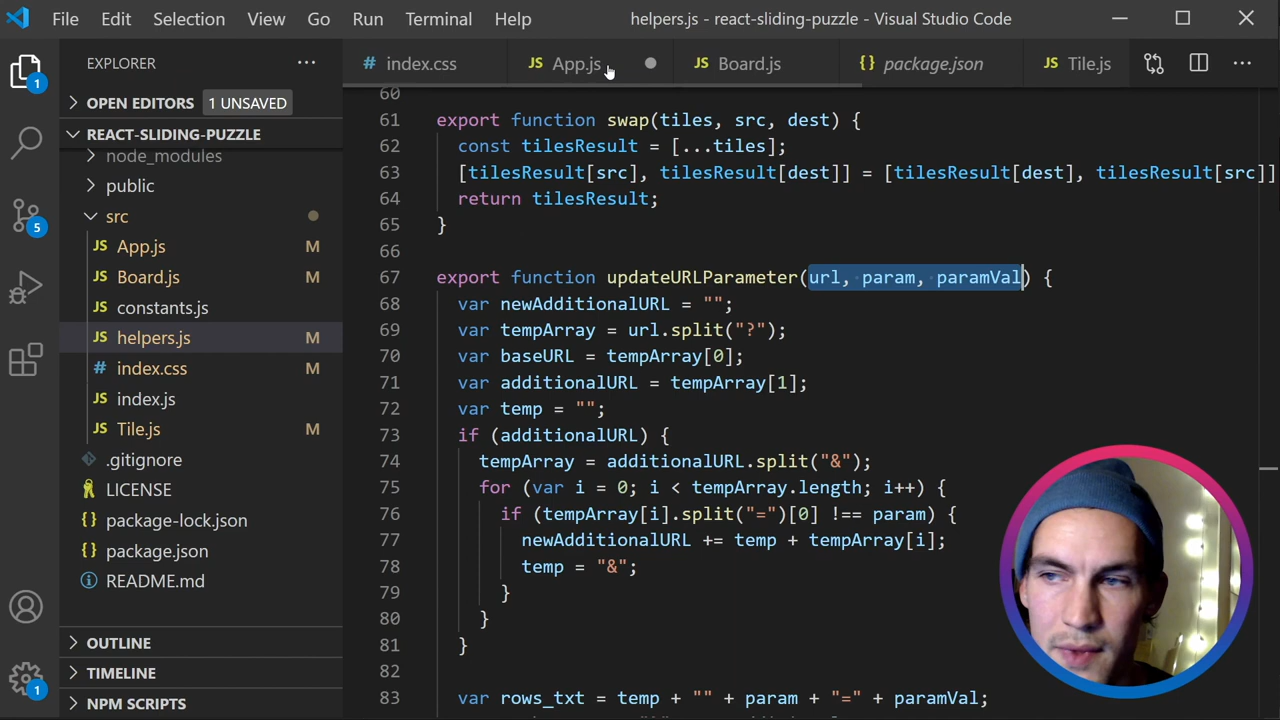 File Edit Selection View Go Run Terminal Help helpers.js - react-sliding-puzzle - Visual Studio Code
EXPLORER
# index.css JS App.js JS Board.js {} package.json JS Tile.js
OPEN EDITORS 1 UNSAVED
REACT-SLIDING-PUZZLE
node_modules
public
src
JS App.js M
JS Board.js M
JS constants.js
JS helpers.js M
# index.css M
JS index.js
JS Tile.js M
.gitignore
LICENSE
{} package-lock.json
{} package.json
README.md
OUTLINE
TIMELINE
NPM SCRIPTS
1
5
1
60
61 export function swap(tiles, src, dest) {
62 const tilesResult = [...tiles];
63 [tilesResult[src], tilesResult[dest]] = [tilesResult[dest], tilesResult[src]]
64 return tilesResult;
65 }
66
67 export function updateURLParameter(url, param, paramVal) {
68 var newAdditionalURL = "";
69 var tempArray = url.split("?");
70 var baseURL = tempArray[0];
71 var additionalURL = tempArray[1];
72 var temp = "";
73 if (additionalURL) {
74 tempArray = additionalURL.split("&");
75 for (var i = 0; i < tempArray.length; i++) {
76 if (tempArray[i].split("=")[0] !== param) {
77 newAdditionalURL += temp + tempArray[i];
78 temp = "&";
79 }
80 }
81 }
82
83 var rows_txt = temp + "" + param + "=" + paramVal;